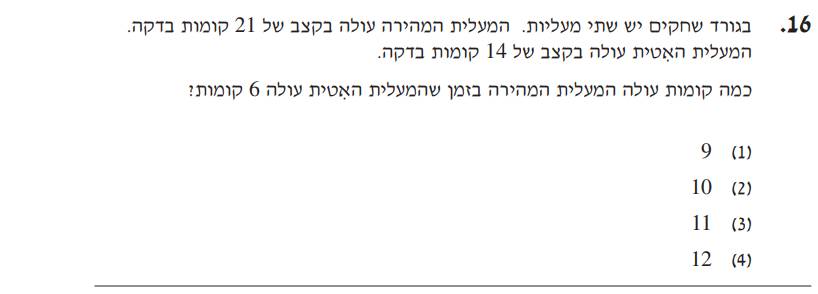 16. בגורד שחקים יש שתי מעליות. המעלית המהירה עולה בקצב של 21 קומות בדקה.
המעלית האִטית עולה בקצב של 14 קומות בדקה.
כמה קומות עולה המעלית המהירה בזמן שהמעלית האִטית עולה 6 קומות?
(1) 9
(2) 10
(3) 11
(4) 12